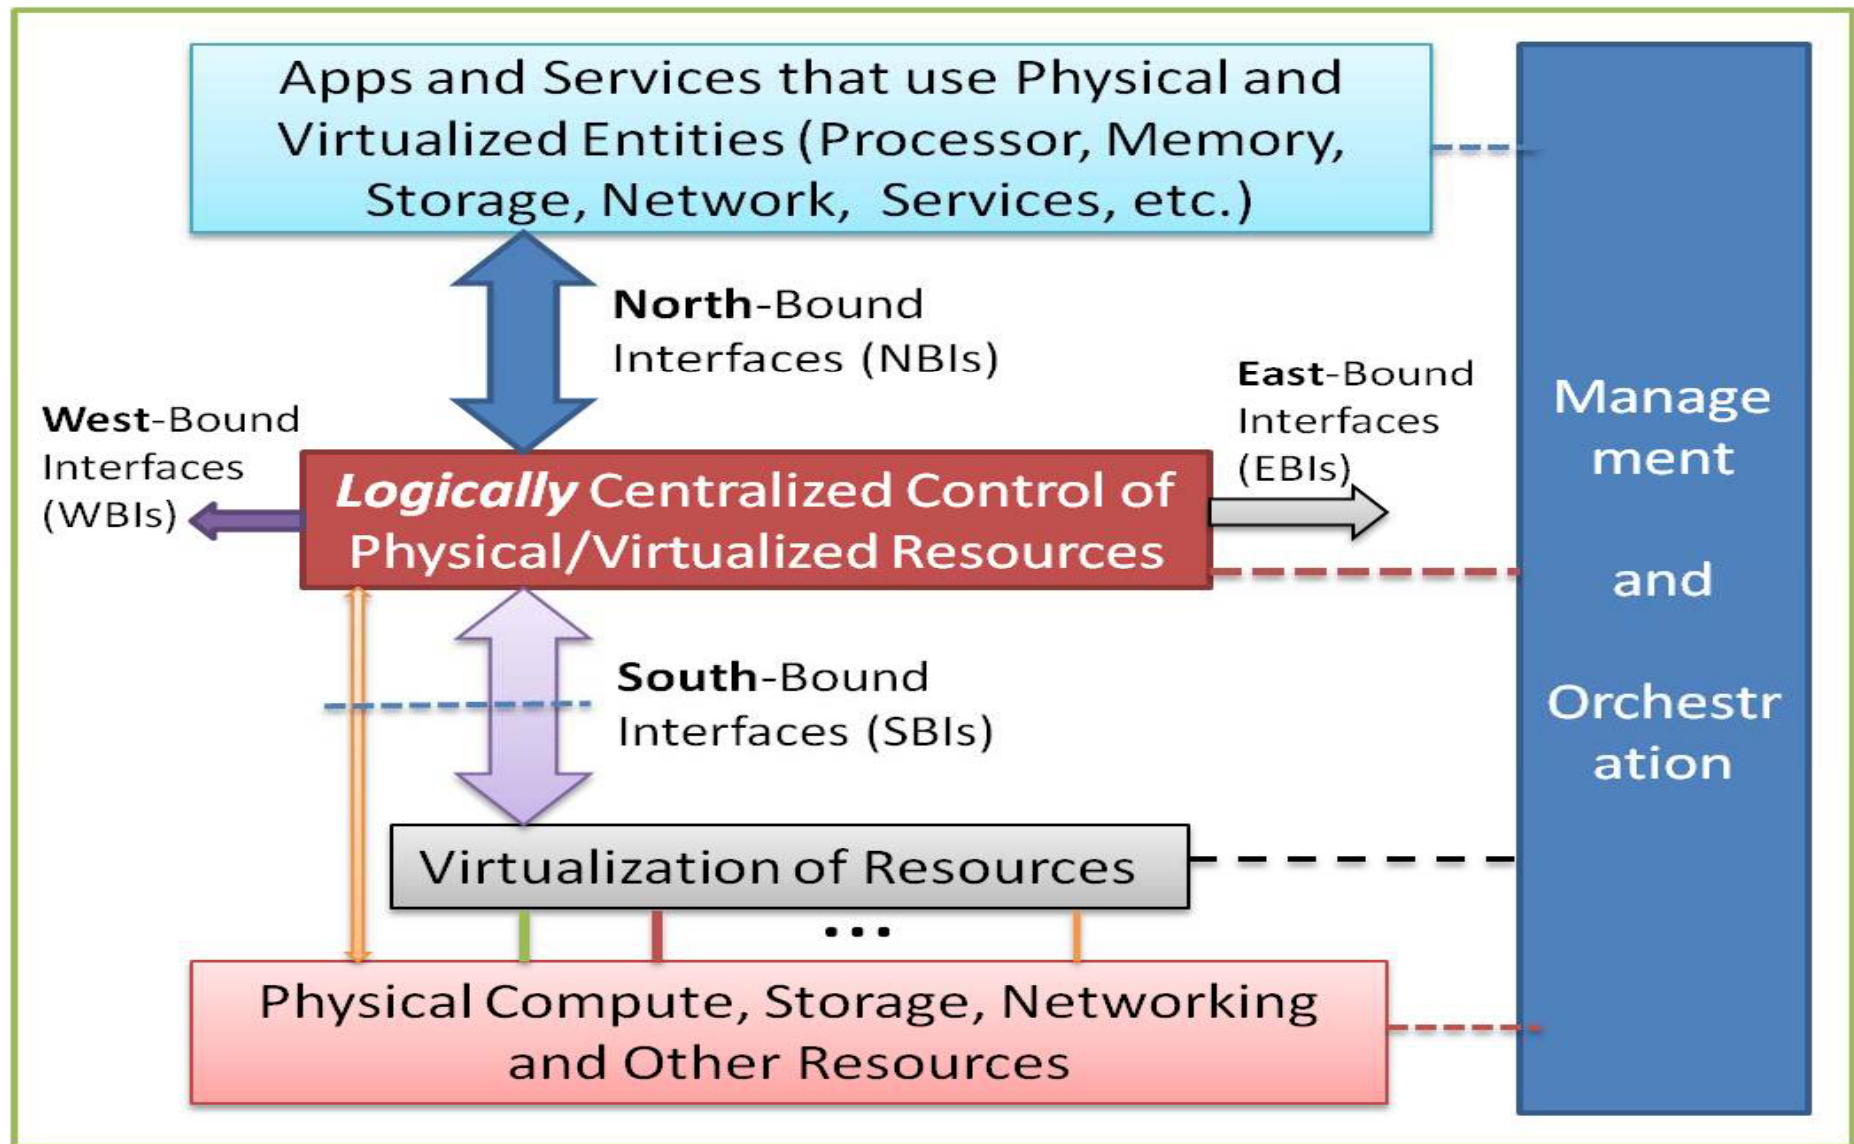 Apps and Services that use Physical and
Virtualized Entities (Processor, Memory,
Storage, Network, Services, etc.)
North-Bound
Interfaces (NBIs)
West-Bound
Interfaces
(WBIs)
East-Bound
Interfaces
(EBIs)
Logically Centralized Control of
Physical/Virtualized Resources
South-Bound
Interfaces (SBIs)
Virtualization of Resources
...
Physical Compute, Storage, Networking
and Other Resources
Manage
ment
and
Orchestr
ation